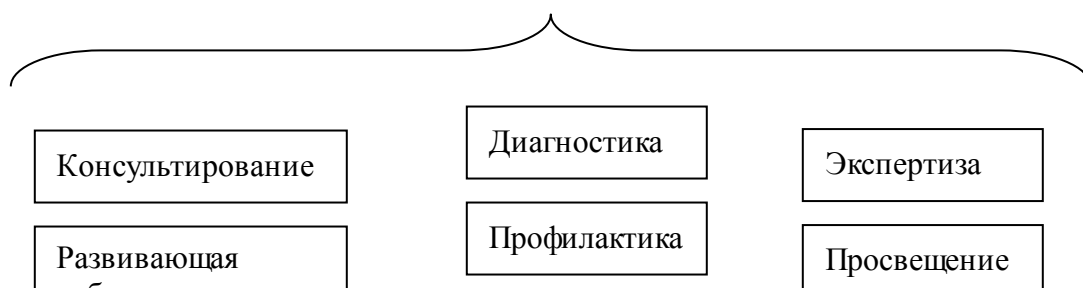 Консультирование
Диагностика
Экспертиза
Развивающая
Профилактика
Просвещение